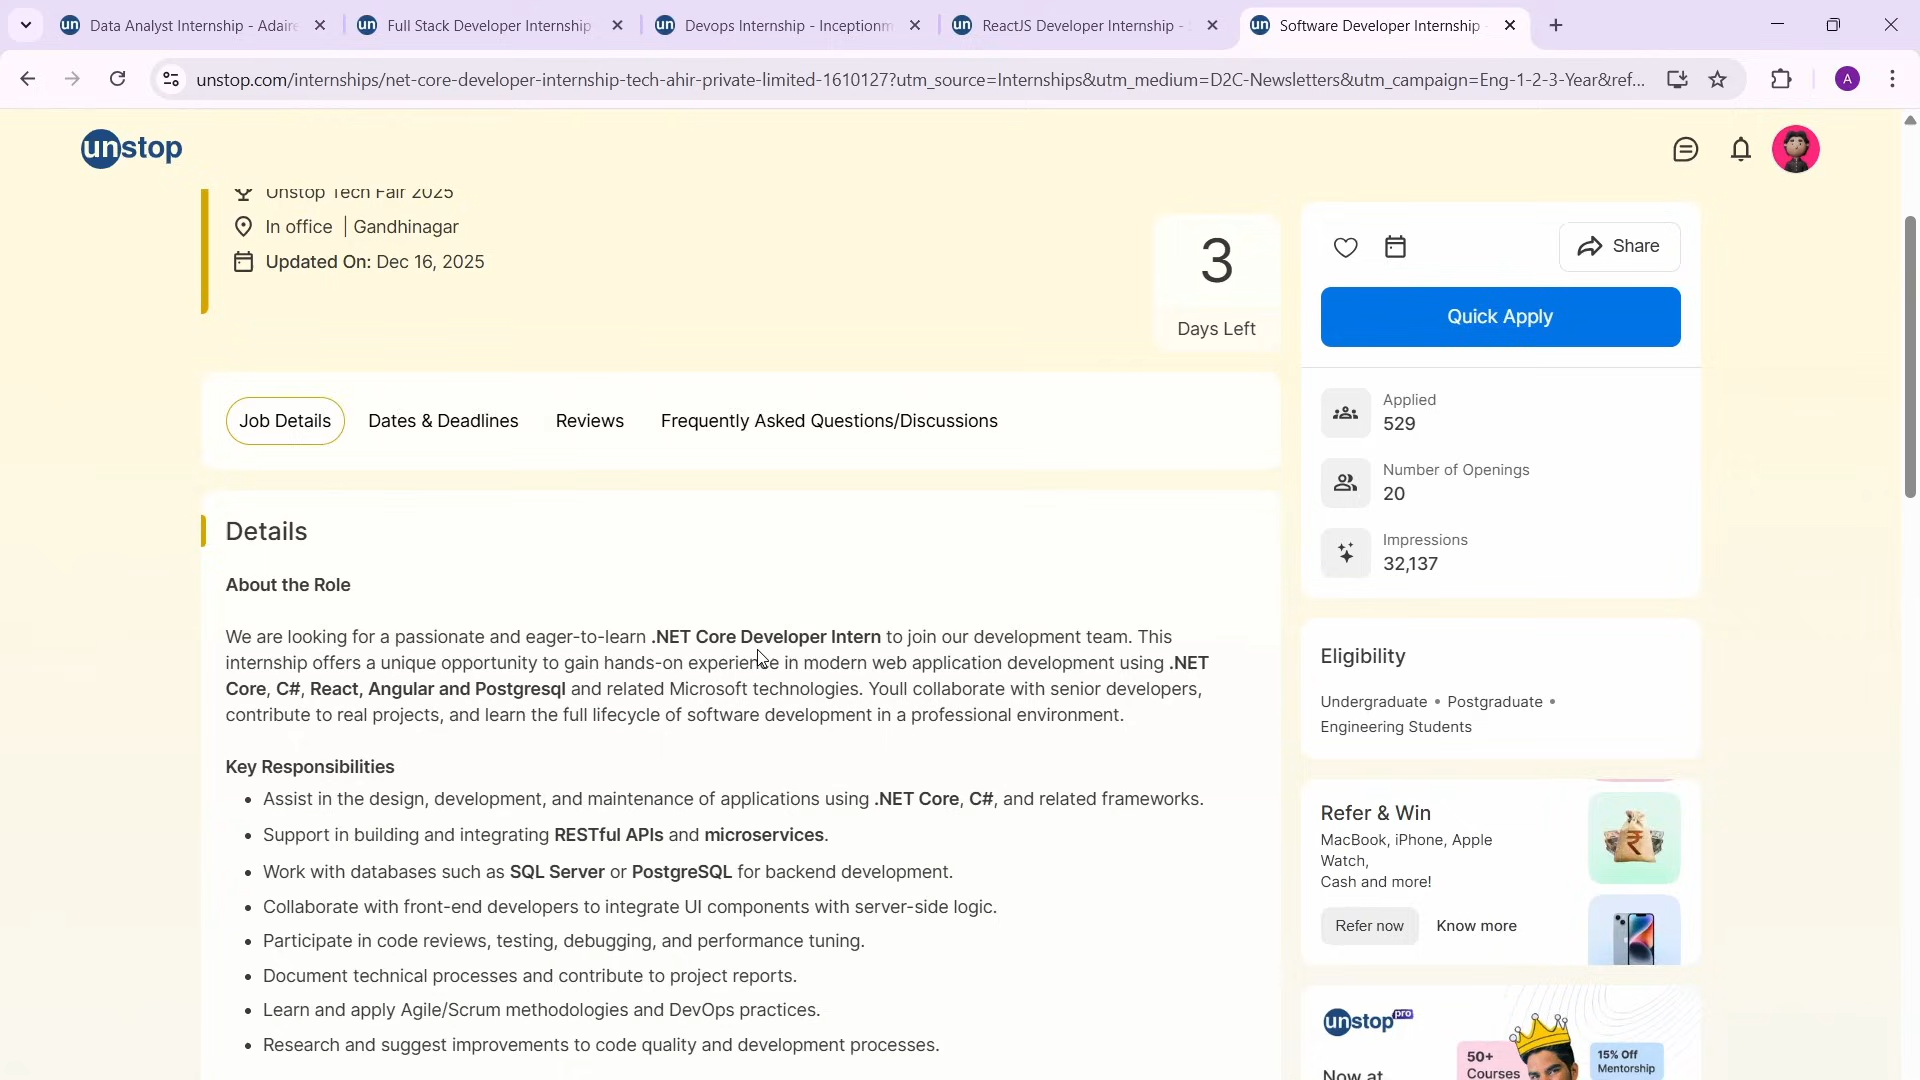 un Data Analyst Internship - Adaire
un Full Stack Developer Internship
un Devops Internship - Inceptionm
un ReactJS Developer Internship -
un Software Developer Internship
unstop.com/internships/net-core-developer-internship-tech-ahir-private-limited-1610127?utm_source=Internships&utm_medium=D2C-Newsletters&utm_campaign=Eng-1-2-3-Year&ref...
A
unstop
Unstop Tech Fair 2025
In office | Gandhinagar
Updated On: Dec 16, 2025
3
Days Left
Share
Quick Apply
Applied
529
Number of Openings
20
Impressions
32,137
Job Details
Dates & Deadlines
Reviews
Frequently Asked Questions/Discussions
Details
About the Role
We are looking for a passionate and eager-to-learn .NET Core Developer Intern to join our development team. This
internship offers a unique opportunity to gain hands-on experience in modern web application development using .NET
Core, C#, React, Angular and Postgresql and related Microsoft technologies. Youll collaborate with senior developers,
contribute to real projects, and learn the full lifecycle of software development in a professional environment.
Key Responsibilities
• Assist in the design, development, and maintenance of applications using .NET Core, C#, and related frameworks.
• Support in building and integrating RESTful APIs and microservices.
• Work with databases such as SQL Server or PostgreSQL for backend development.
• Collaborate with front-end developers to integrate UI components with server-side logic.
• Participate in code reviews, testing, debugging, and performance tuning.
• Document technical processes and contribute to project reports.
• Learn and apply Agile/Scrum methodologies and DevOps practices.
• Research and suggest improvements to code quality and development processes.
Eligibility
Undergraduate • Postgraduate •
Engineering Students
Refer & Win
MacBook, iPhone, Apple
Watch,
Cash and more!
Refer now
Know more
₹
unstop pro
Now at
50+
Courses
15% Off
Mentorship